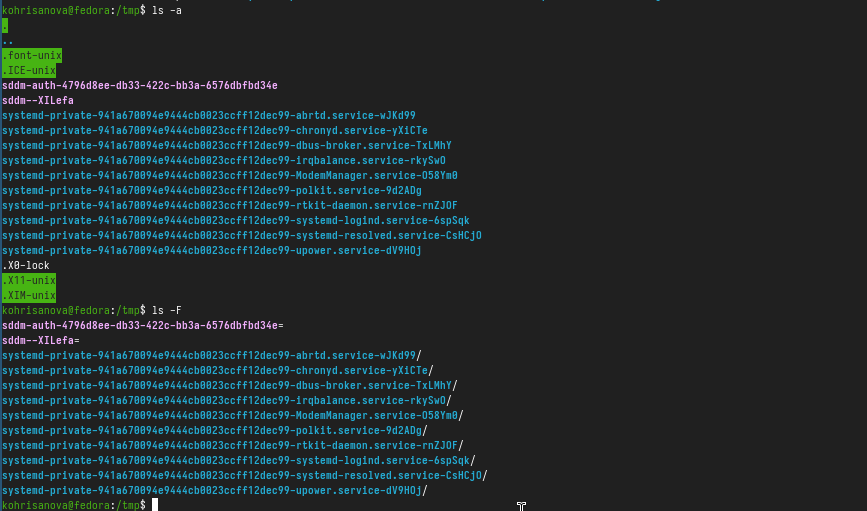 kohrisanova@fedora:/tmp$ ls -a
.
..
.font-unix
.ICE-unix
sddm-auth-4796d8ee-db33-422c-bb3a-6576dbfbd34e
sddm--XILefa
systemd-private-941a670094e9444cb0023ccff12dec99-abrtd.service-wJKd99
systemd-private-941a670094e9444cb0023ccff12dec99-chronyd.service-yXiCTe
systemd-private-941a670094e9444cb0023ccff12dec99-dbus-broker.service-TxLMhY
systemd-private-941a670094e9444cb0023ccff12dec99-irqbalance.service-rkySwO
systemd-private-941a670094e9444cb0023ccff12dec99-ModemManager.service-O58Ym0
systemd-private-941a670094e9444cb0023ccff12dec99-polkit.service-9d2ADg
systemd-private-941a670094e9444cb0023ccff12dec99-rtkit-daemon.service-rnZJOF
systemd-private-941a670094e9444cb0023ccff12dec99-systemd-logind.service-6spSqk
systemd-private-941a670094e9444cb0023ccff12dec99-systemd-resolved.service-CsHCjO
systemd-private-941a670094e9444cb0023ccff12dec99-upower.service-dV9HOj
.X0-lock
.X11-unix
.XIM-unix
kohrisanova@fedora:/tmp$ ls -F
sddm-auth-4796d8ee-db33-422c-bb3a-6576dbfbd34e=
sddm--XILefa=
systemd-private-941a670094e9444cb0023ccff12dec99-abrtd.service-wJKd99/
systemd-private-941a670094e9444cb0023ccff12dec99-chronyd.service-yXiCTe/
systemd-private-941a670094e9444cb0023ccff12dec99-dbus-broker.service-TxLMhY/
systemd-private-941a670094e9444cb0023ccff12dec99-irqbalance.service-rkySwO/
systemd-private-941a670094e9444cb0023ccff12dec99-ModemManager.service-O58Ym0/
systemd-private-941a670094e9444cb0023ccff12dec99-polkit.service-9d2ADg/
systemd-private-941a670094e9444cb0023ccff12dec99-rtkit-daemon.service-rnZJOF/
systemd-private-941a670094e9444cb0023ccff12dec99-systemd-logind.service-6spSqk/
systemd-private-941a670094e9444cb0023ccff12dec99-systemd-resolved.service-CsHCjO/
systemd-private-941a670094e9444cb0023ccff12dec99-upower.service-dV9HOj/
kohrisanova@fedora:/tmp$